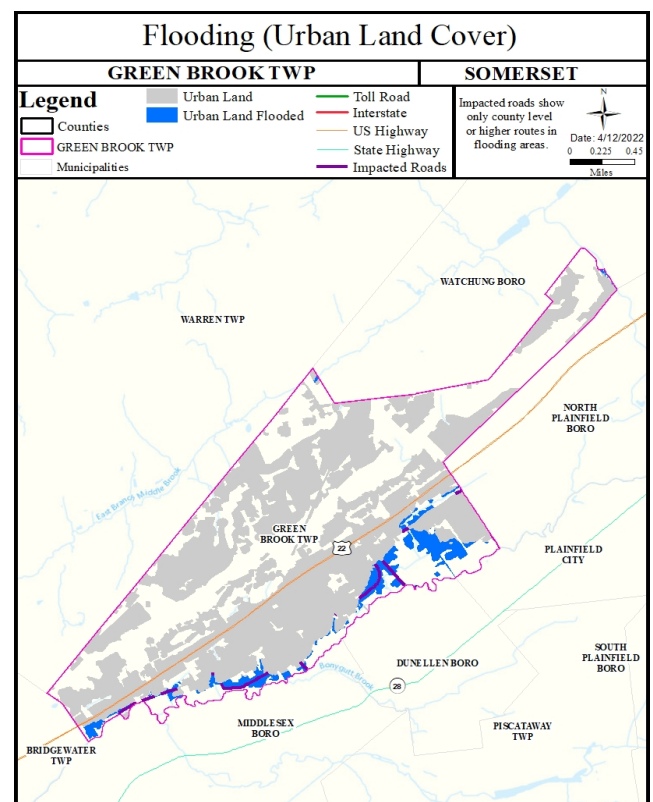 Flooding (Urban Land Cover)
GREEN BROOK TWP
SOMERSET
Legend
Counties
GREEN BROOK TWP
Municipalities
Urban Land
Urban Land Flooded
Toll Road
Interstate
US Highway
State Highway
Impacted Roads
Impacted roads show
only county level
or higher routes in
flooding areas.
N
Date: 4/12/2022
0 0.225 0.45
Miles
WATCHUNG BORO
WARREN TWP
NORTH
PLAINFIELD
BORO
East Branch Middle Brook
GREEN
BROOK TWP
22
PLAINFIELD
CITY
SOUTH
PLAINFIELD
BORO
DUNELLEN BORO
Bonygutt Brook
28
MIDDLESEX
BORO
PISCATAWAY
TWP
BRIDGEWATER
TWP